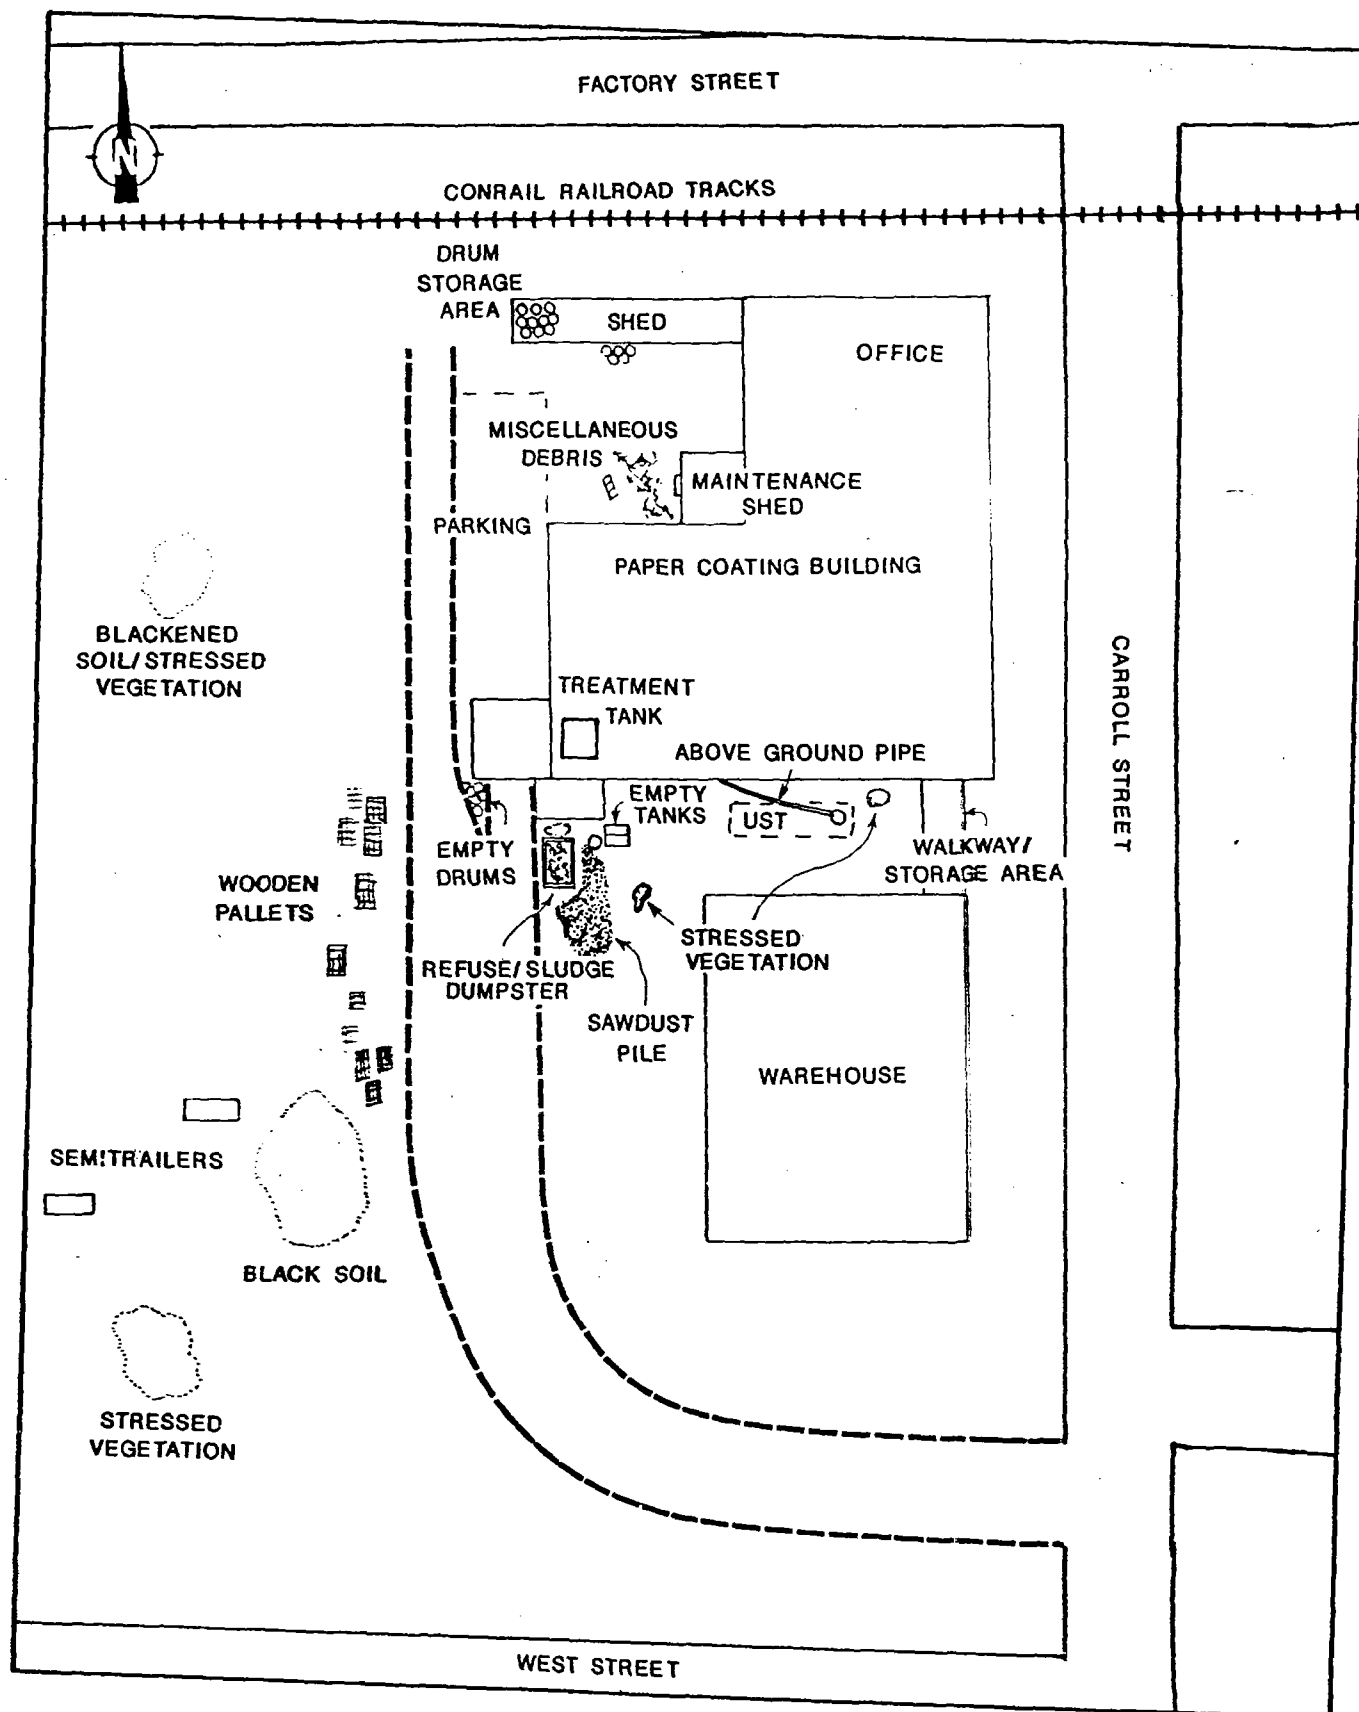 FACTORY STREET
N
CONRAIL RAILROAD TRACKS
DRUM
STORAGE
AREA
SHED
OFFICE
MISCELLANEOUS
DEBRIS
MAINTENANCE
SHED
PARKING
PAPER COATING BUILDING
BLACKENED
SOIL/STRESSED
VEGETATION
CARROLL STREET
TREATMENT
TANK
ABOVE GROUND PIPE
EMPTY
TANKS
UST
EMPTY
DRUMS
WALKWAY/
STORAGE AREA
WOODEN
PALLETS
STRESSED
VEGETATION
REFUSE/SLUDGE
DUMPSTER
SAWDUST
PILE
WAREHOUSE
SEMITRAILERS
BLACK SOIL
STRESSED
VEGETATION
WEST STREET